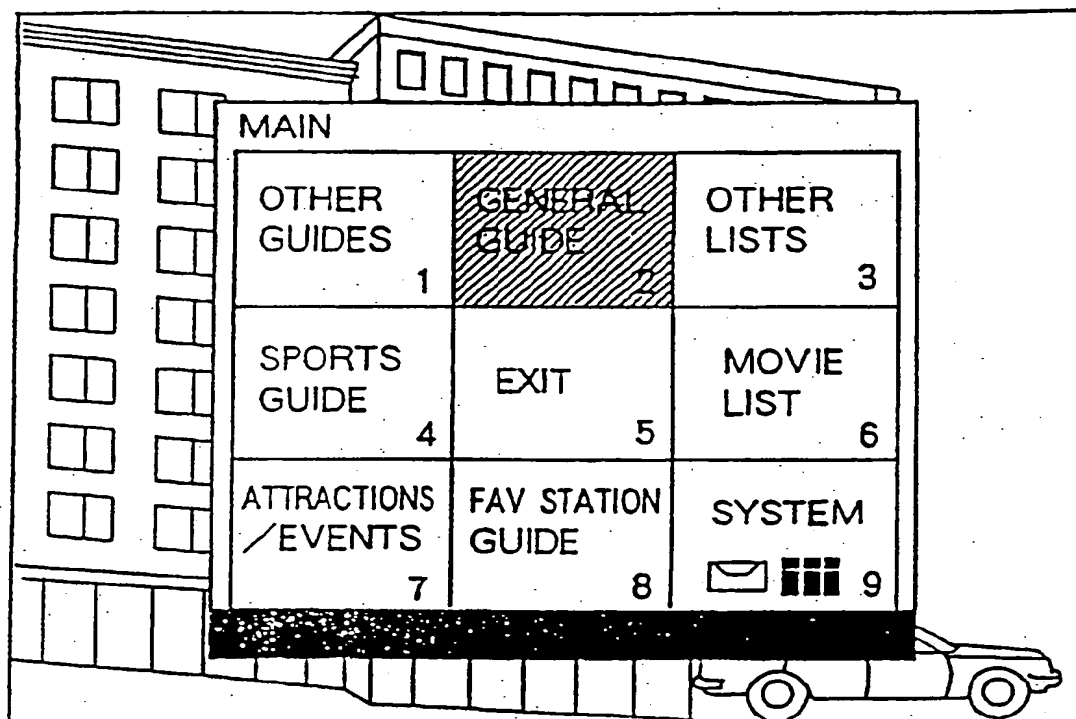 MAIN
OTHER
GUIDES
1
GENERAL
GUIDE
2
OTHER
LISTS
3
SPORTS
GUIDE
4
EXIT
5
MOVIE
LIST
6
ATTRACTIONS
/EVENTS
7
FAV STATION
GUIDE
8
SYSTEM
9